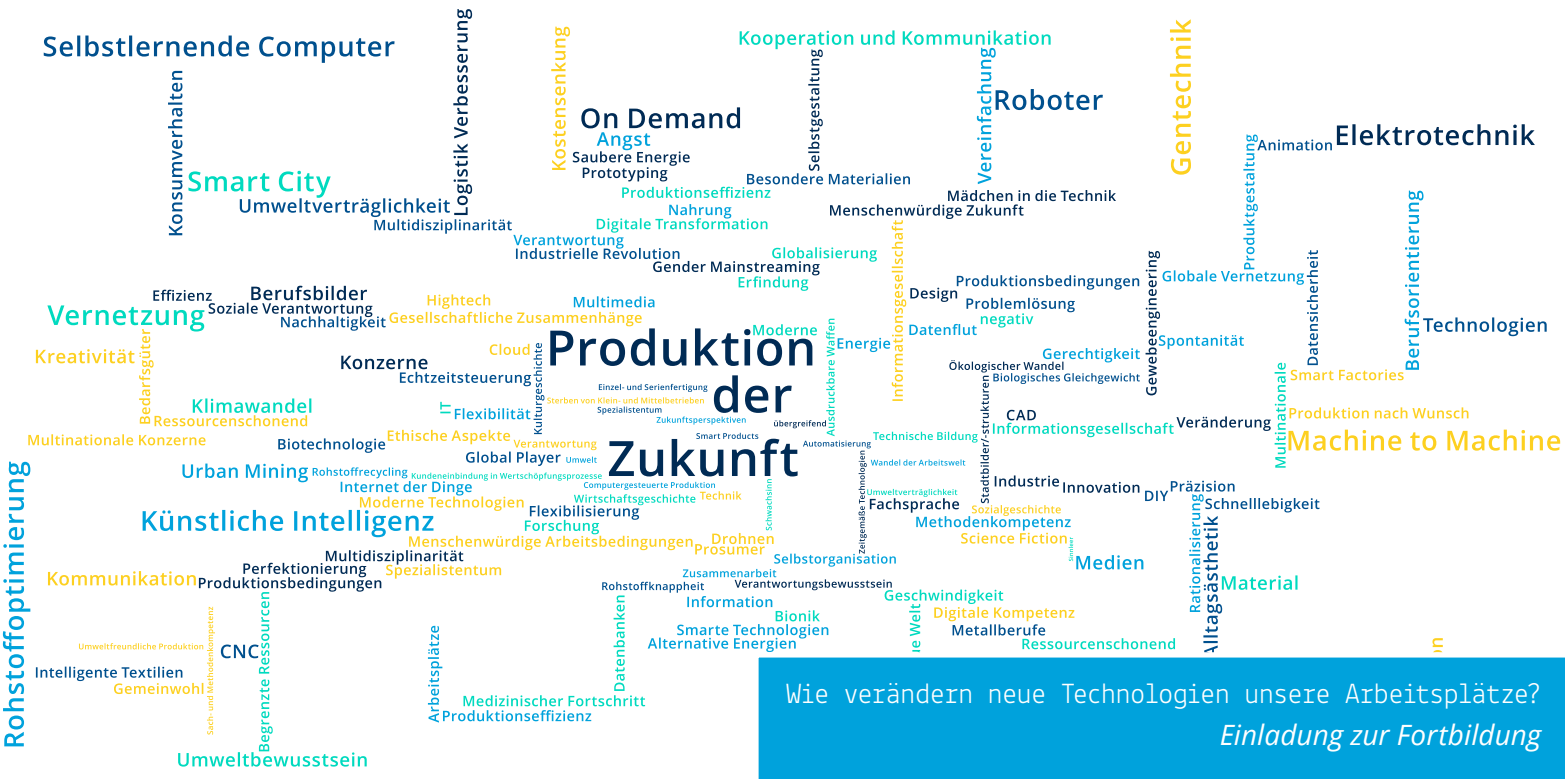 Selbstlernende Computer
Konsumverhalten
Logistik Verbesserung
Kostensenkung
Kooperation und Kommunikation
Selbstgestaltung
Vereinfachung
Roboter
Gentechnik
On Demand
Angst
Saubere Energie
Prototyping
Elektrotechnik
Animation
Produktgestaltung
Smart City
Besondere Materialien
Produktionseffizienz
Mädchen in die Technik
Umweltverträglichkeit
Nahrung
Menschenwürdige Zukunft
Multidisziplinarität
Digitale Transformation
Informationsgesellschaft
Berufsorientierung
Verantwortung
Industrielle Revolution
Globalisierung
Gender Mainstreaming
Gewebeengineering
Datensicherheit
Globale Vernetzung
Erfindung
Produktionsbedingungen
Design
Effizienz
Berufsbilder
Hightech
Multimedia
Problemlösung
Soziale Verantwortung
Vernetzung
Nachhaltigkeit
Gesellschaftliche Zusammenhänge
negativ
Datenflut
Technologien
Moderne
Ausdruckbare Waffen
Energie
Spontanität
Produktion
der
Zukunft
Kreativität
Bedarfsgüter
Konzerne
Cloud
Kulturgeschichte
Gerechtigkeit
Ökologischer Wandel
Echtzeitsteuerung
Biologisches Gleichgewicht
Smart Factories
Multinationale
Einzel- und Serienfertigung
Sterben von Klein- und Mittelbetrieben
Spezialistentum
Zukunftsperspektiven
übergreifend
Klimawandel
IT
Flexibilität
Stadtbilder/-strukturen
CAD
Produktion nach Wunsch
Ressourcenschonend
Veränderung
Informationsgesellschaft
Multinationale Konzerne
Biotechnologie
Ethische Aspekte
Verantwortung
Smart Products
Automatisierung
Technische Bildung
Machine to Machine
Global Player
Umwelt
Wandel der Arbeitswelt
Urban Mining
Rohstoffrecycling
Kundeneinbindung in Wertschöpfungsprozesse
Internet der Dinge
Computergesteuerte Produktion
Zeitgemäße Technologien
Industrie
Innovation
DIY
Präzision
Umweltverträglichkeit
Moderne Technologien
Wirtschaftsgeschichte
Technik
Schwachsinn
Fachsprache
Sozialgeschichte
Schnelllebigkeit
Rationalisierung
Künstliche Intelligenz
Flexibilisierung
Forschung
Methodenkompetenz
Alltagsästhetik
Rohstoffoptimierung
Menschenwürdige Arbeitsbedingungen
Drohnen
Prosumer
Science Fiction
Multidisziplinarität
Selbstorganisation
Medien
Perfektionierung
Spezialistentum
Kommunikation
Produktionsbedingungen
Zusammenarbeit
Rohstoffknappheit
Verantwortungsbewusstsein
Material
Begrenzte Ressourcen
Datenbanken
Information
Geschwindigkeit
Bionik
Digitale Kompetenz
ue Welt
Smarte Technologien
Metallberufe
Alternative Energien
Ressourcenschonend
Umweltfreundliche Produktion
Sach- und Methodenkompetenz
CNC
Arbeitsplätze
Intelligente Textilien
Gemeinwohl
Medizinischer Fortschritt
Produktionseffizienz
Umweltbewusstsein
Wie verändern neue Technologien unsere Arbeitsplätze?
Einladung zur Fortbildung